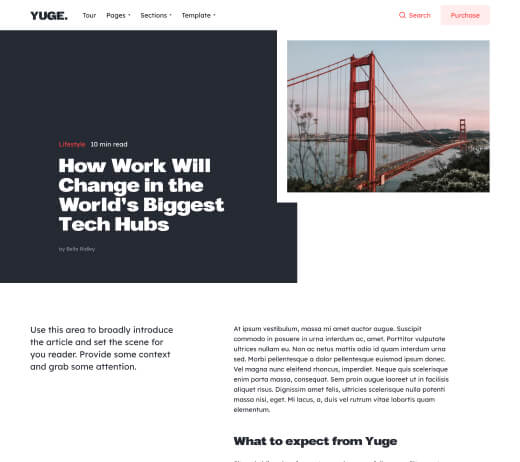 YUGE.
Tour
Pages
Sections
Template
Search
Purchase
Lifestyle 10 min read
How Work Will
Change in the
World's Biggest
Tech Hubs
by Bella Ridley
Use this area to broadly introduce
the article and set the scene for
you reader. Provide some context
and grab some attention.
At ipsum vestibulum, massa mi amet auctor augue. Suscipit
commodo in posuere in urna interdum ac, amet. Porttitor vulputate
ultrices nullam eu. Non ac netus mattis odio id quam interdum urna
sed. Morbi pellentesque a dolor pellentesque euismod ipsum donec.
Vel magna nunc eleifend rhoncus, imperdiet. Neque quis scelerisque
enim porta massa, consequat. Sem proin augue laoreet ut in facilisis
aliquet risus. Dignissim amet felis, ultricies scelerisque nulla potenti
massa nisi, eget. Mi lacus, a, duis vel rutrum vitae lobortis quam
elementum.
What to expect from Yuge